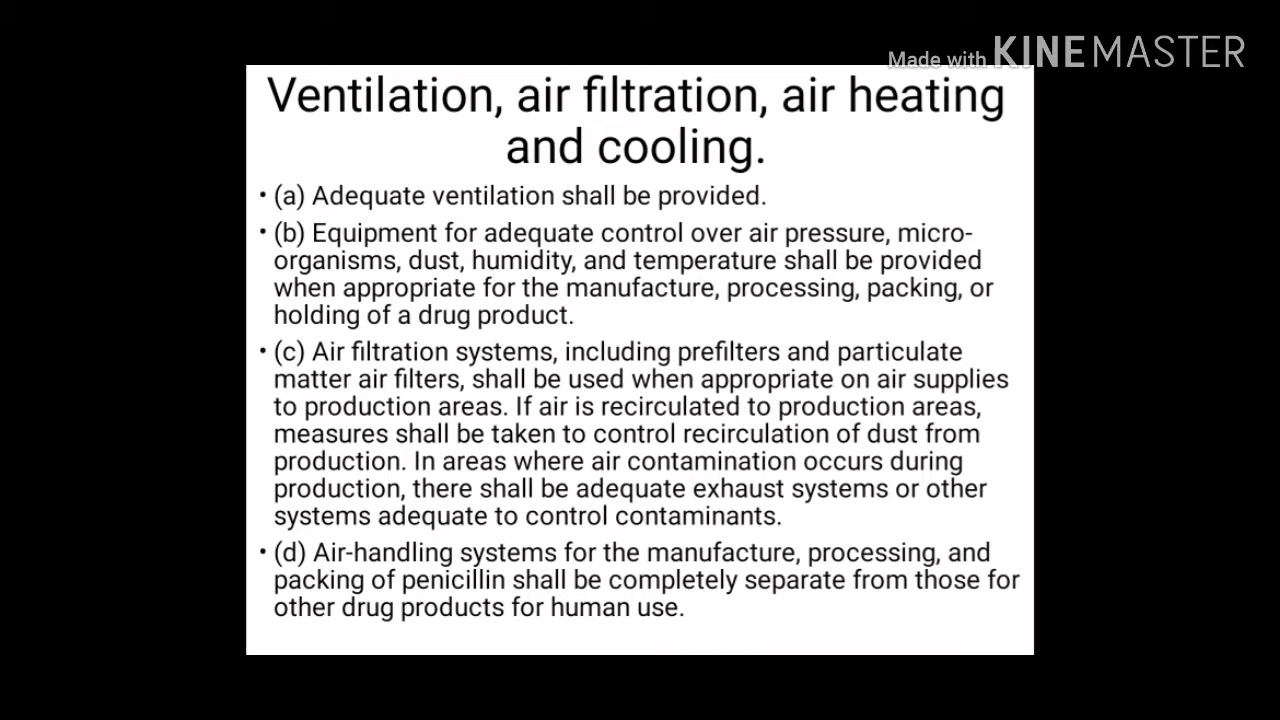 Made with KINEMASTER
Ventilation, air filtration, air heating
and cooling.
• (a) Adequate ventilation shall be provided.
• (b) Equipment for adequate control over air pressure, micro-
organisms, dust, humidity, and temperature shall be provided
when appropriate for the manufacture, processing, packing, or
holding of a drug product.
• (c) Air filtration systems, including prefilters and particulate
matter air filters, shall be used when appropriate on air supplies
to production areas. If air is recirculated to production areas,
measures shall be taken to control recirculation of dust from
production. In areas where air contamination occurs during
production, there shall be adequate exhaust systems or other
systems adequate to control contaminants.
• (d) Air-handling systems for the manufacture, processing, and
packing of penicillin shall be completely separate from those for
other drug products for human use.